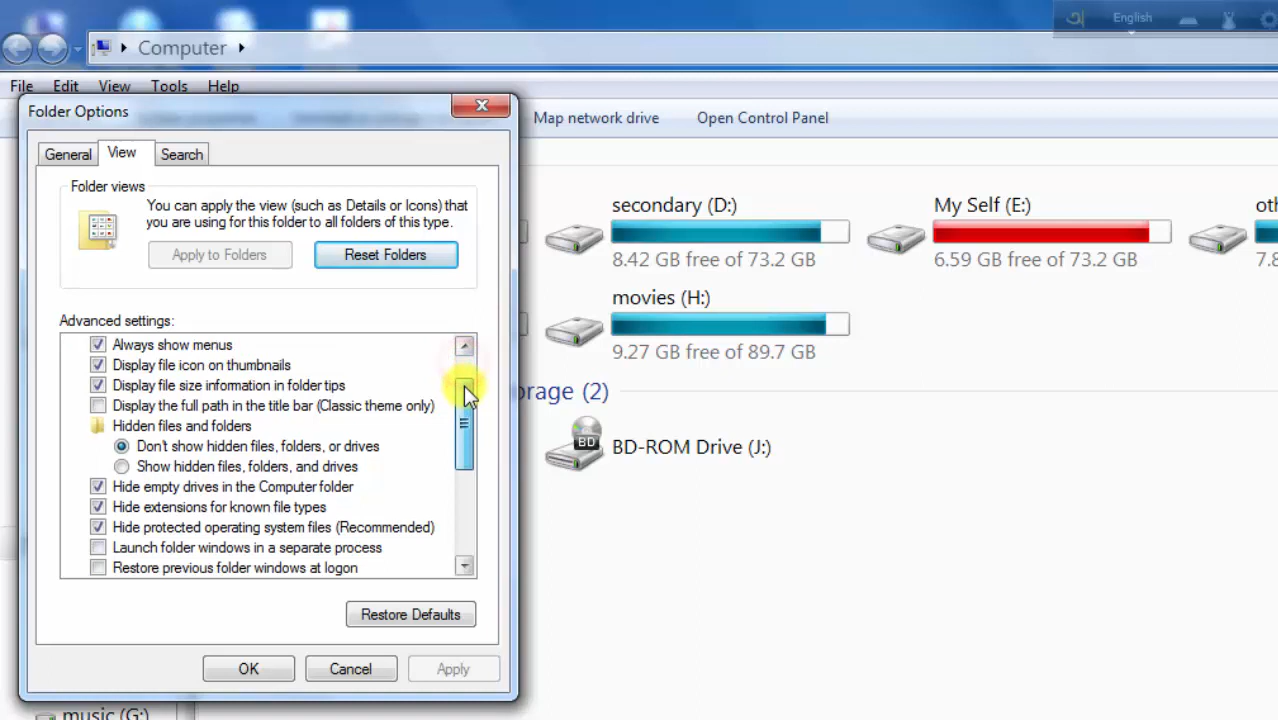 English
Computer
File Edit View Tools Help
Folder Options
Map network drive Open Control Panel
General View Search
Folder views
You can apply the view (such as Details or Icons) that
you are using for this folder to all folders of this type.
Apply to Folders Reset Folders
secondary (D:)
8.42 GB free of 73.2 GB
My Self (E:)
6.59 GB free of 73.2 GB
oth
7.8
movies (H:)
9.27 GB free of 89.7 GB
orage (2)
BD
BD-ROM Drive (J:)
Advanced settings:
Always show menus
Display file icon on thumbnails
Display file size information in folder tips
Display the full path in the title bar (Classic theme only)
Hidden files and folders
Don't show hidden files, folders, or drives
Show hidden files, folders, and drives
Hide empty drives in the Computer folder
Hide extensions for known file types
Hide protected operating system files (Recommended)
Launch folder windows in a separate process
Restore previous folder windows at logon
Restore Defaults
OK Cancel Apply
music (G:)